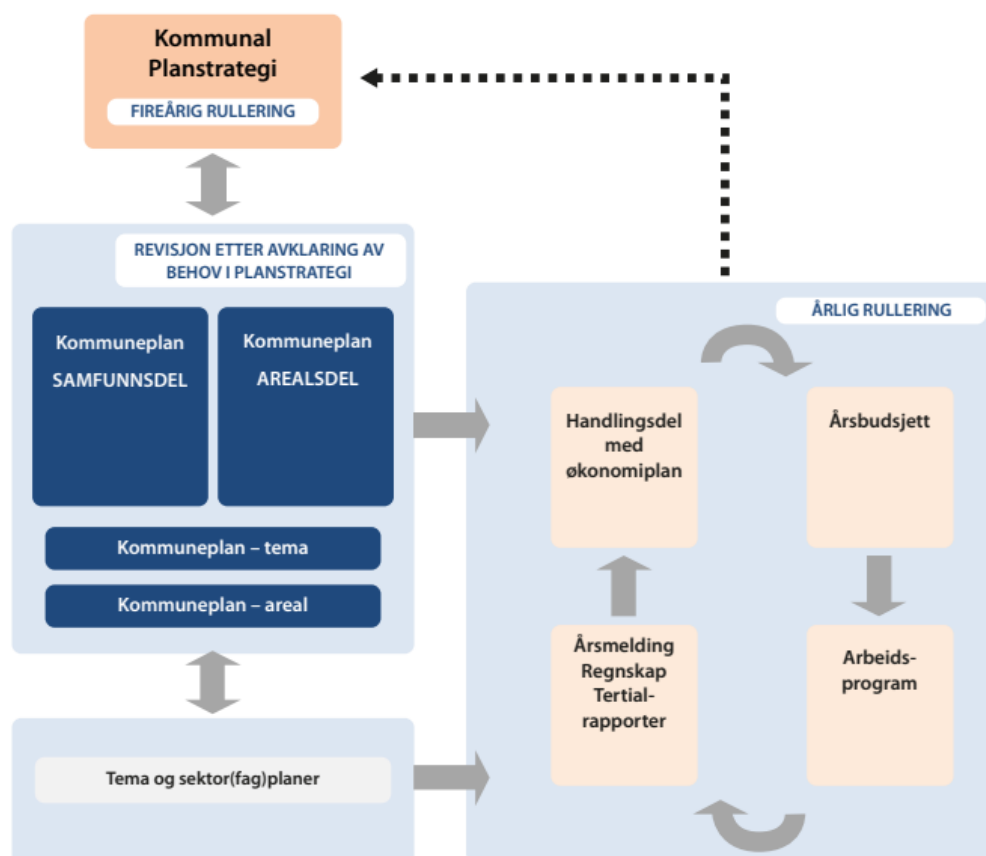 Kommunal
Planstrategi
FIREÅRIG RULLERING
REVISJON ETTER AVKLARING AV
BEHOV I PLANSTRATEGI
Kommuneplan
SAMFUNNSDEL
Kommuneplan
AREALSDEL
Kommuneplan – tema
Kommuneplan – areal
Tema og sektor(fag)planer
ÅRLIG RULLERING
Handlingsdel
med
økonomiplan
Årsbudsjett
Årsmelding
Regnskap
Tertial-
rapporter
Arbeids-
program